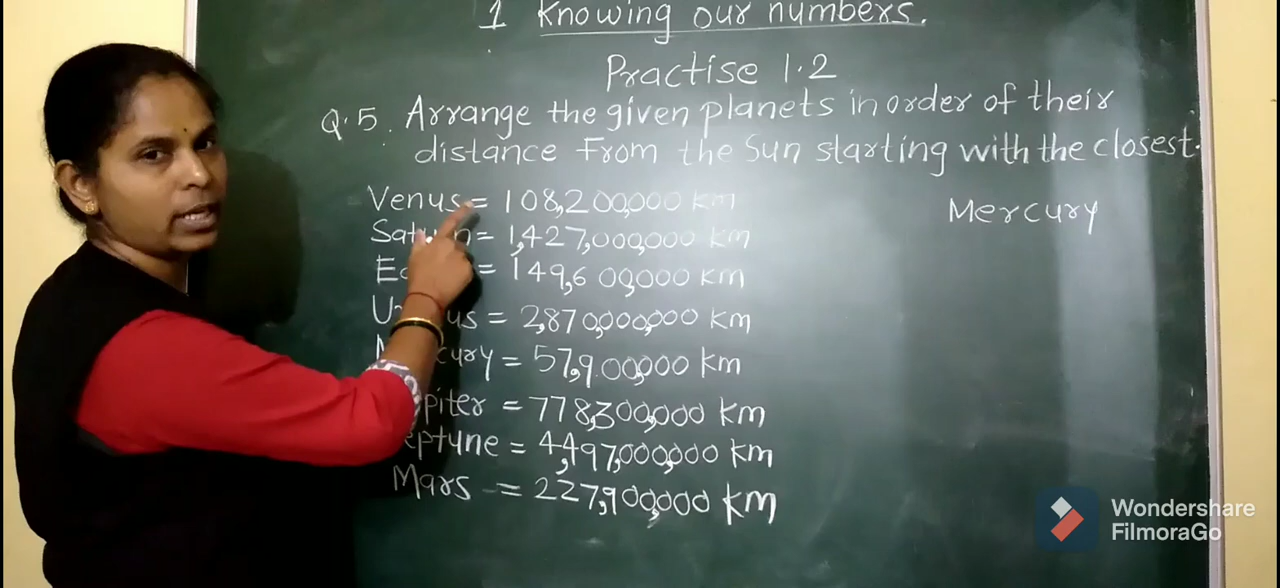 1 Knowing our numbers.
Practise 1.2
Q.5. Arrange the given planets in order of their
distance from the Sun starting with the closest.
Venus = 108,200,000 km
Mercury
= 1,427,000,000 km
= 149,600,000 km
= 2,870,000,000 km
= 57,900,000 km
= 778,300,000 km
= 4,497,000,000 km
Mars = 227,900,000 km
Wondershare
FilmoraGo